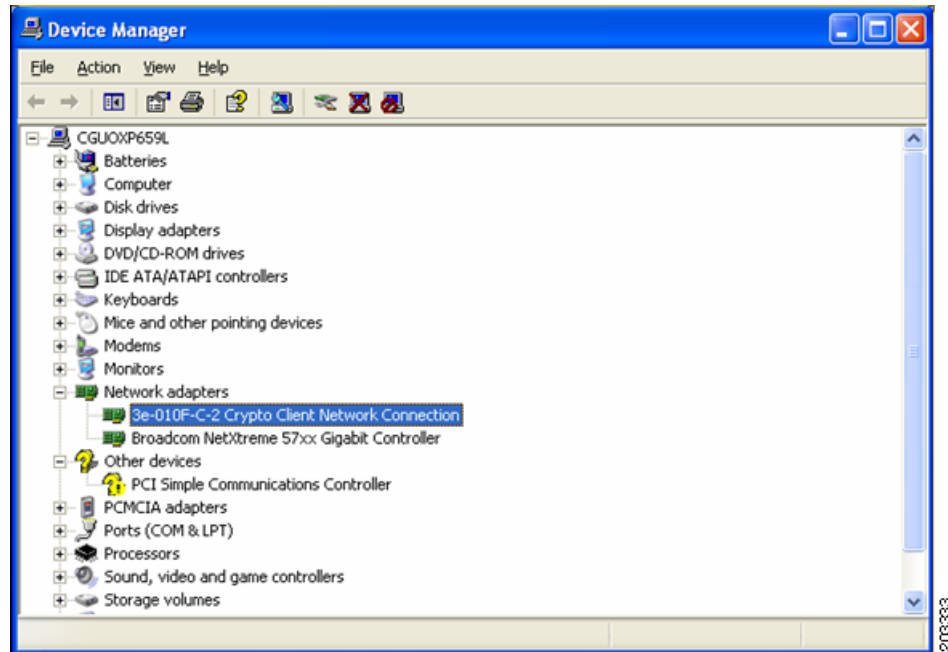 Device Manager
File Action View Help
CGUOXP659L
Batteries
Computer
Disk drives
Display adapters
DVD/CD-ROM drives
IDE ATA/ATAPI controllers
Keyboards
Mice and other pointing devices
Modems
Monitors
Network adapters
3e-010F-C-2 Crypto Client Network Connection
Broadcom NetXtreme 57xx Gigabit Controller
Other devices
PCI Simple Communications Controller
PCMCIA adapters
Ports (COM & LPT)
Processors
Sound, video and game controllers
Storage volumes
203333